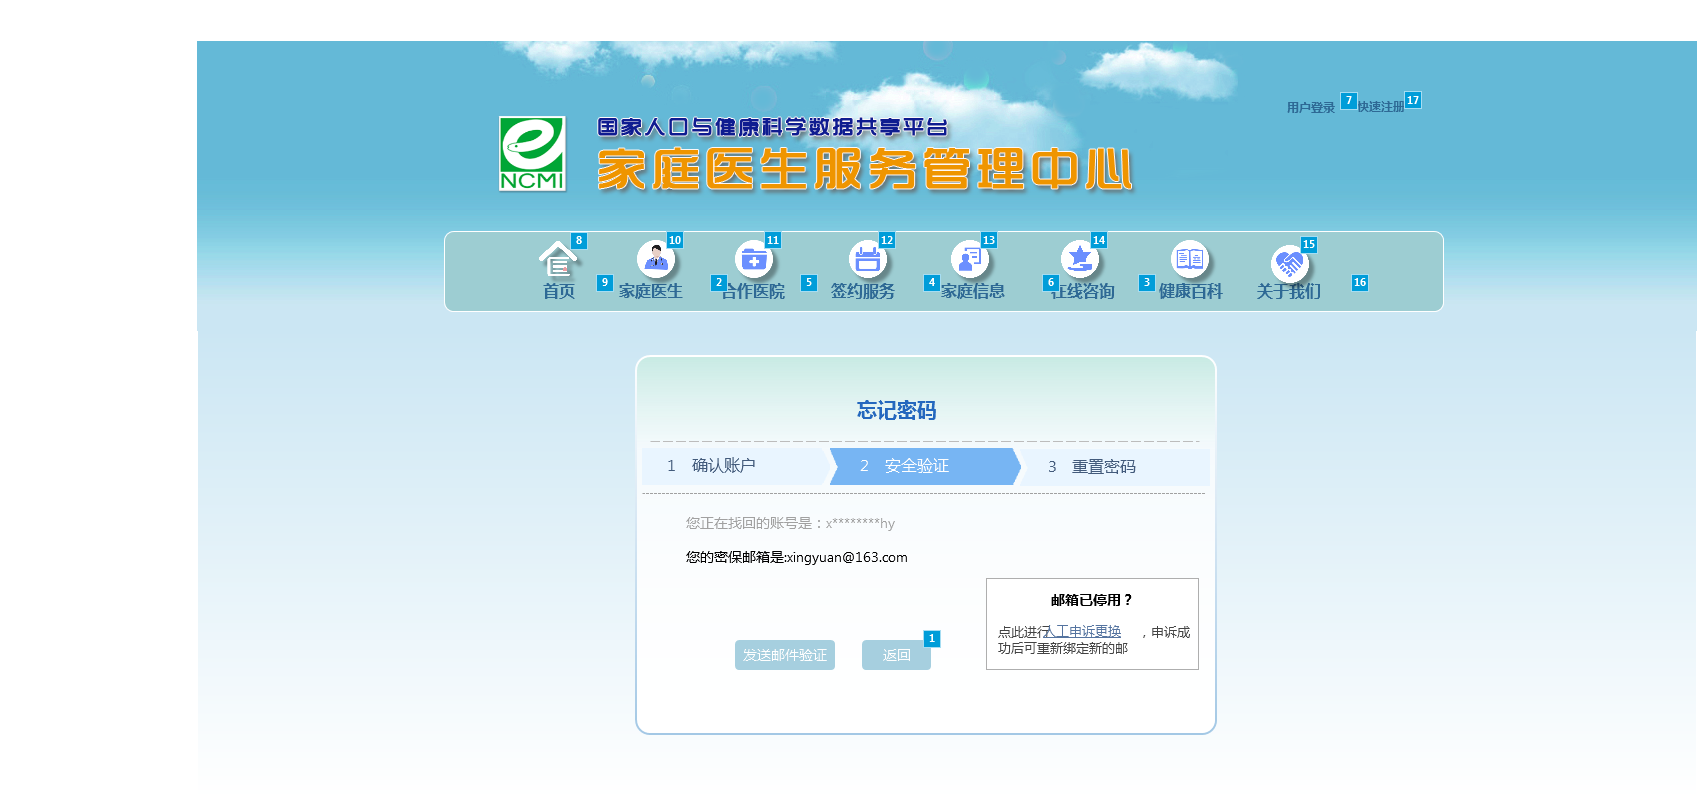 用户登录 7 快速注册 17
国家人口与健康科学数据共享平台
家庭医生服务管理中心
NCMI
8 10 11 12 13 14 15
首页 9 家庭医生 2 合作医院 5 签约服务 4 家庭信息 6 在线咨询 3 健康百科 关于我们 16
忘记密码
1 确认账户 2 安全验证 3 重置密码
您正在找回的账号是：x********hy
您的密保邮箱是:xingyuan@163.com
邮箱已停用？
点此进行人工申诉更换 ，申诉成
功后可重新绑定新的邮
发送邮件验证 返回 1